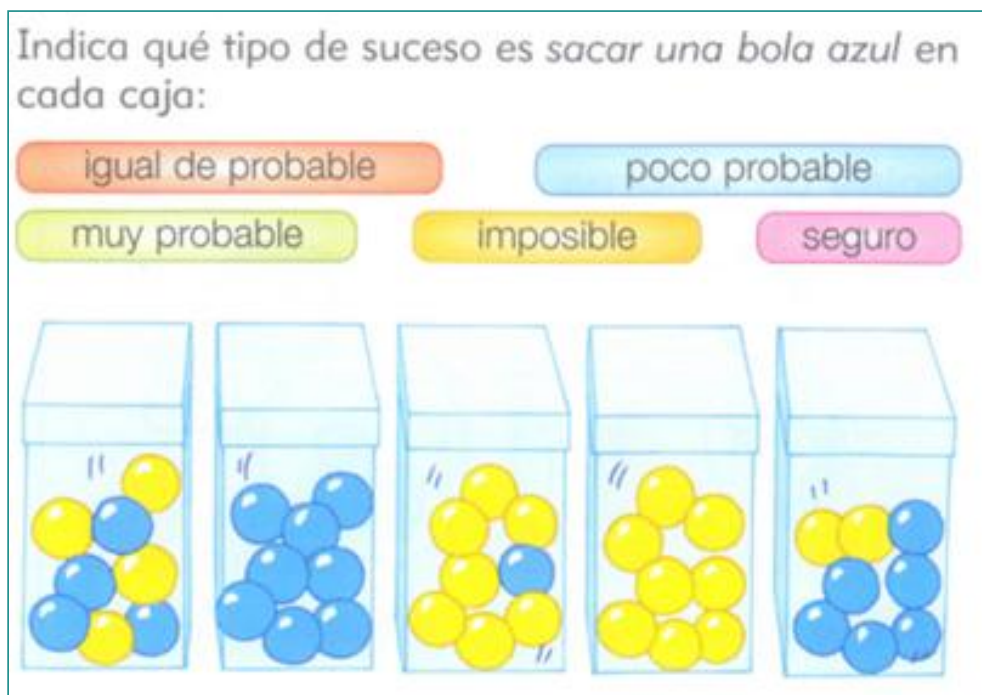 Indica qué tipo de suceso es sacar una bola azul en
cada caja:
igual de probable
poco probable
muy probable
imposible
seguro